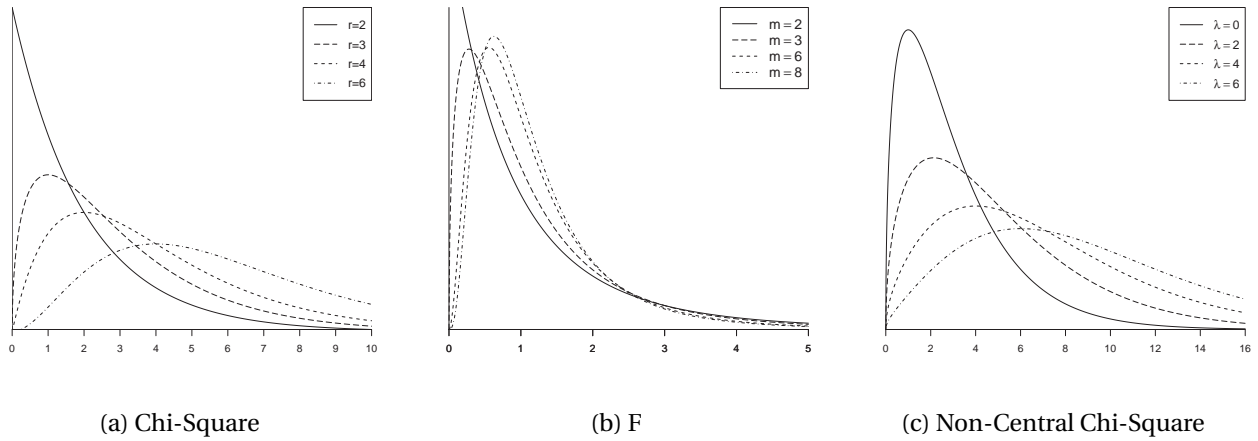 r=2
r=3
r=4
r=6
0 1 2 3 4 5 6 7 8 9 10
(a) Chi-Square
m = 2
m = 3
m = 6
m = 8
0 1 2 3 4 5
(b) F
λ = 0
λ = 2
λ = 4
λ = 6
0 2 4 6 8 10 12 14 16
(c) Non-Central Chi-Square